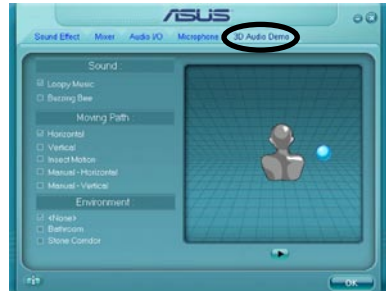 ASUS
Sound Effect Mixer Audio I/O Microphone 3D Audio Demo
Sound
Loopy Music
Buzzing Bee
Moving Path
Horizontal
Vertical
Insect Motion
Manual - Horizontal
Manual - Vertical
Environment
<None>
Bathroom
Stone Corridor
OK